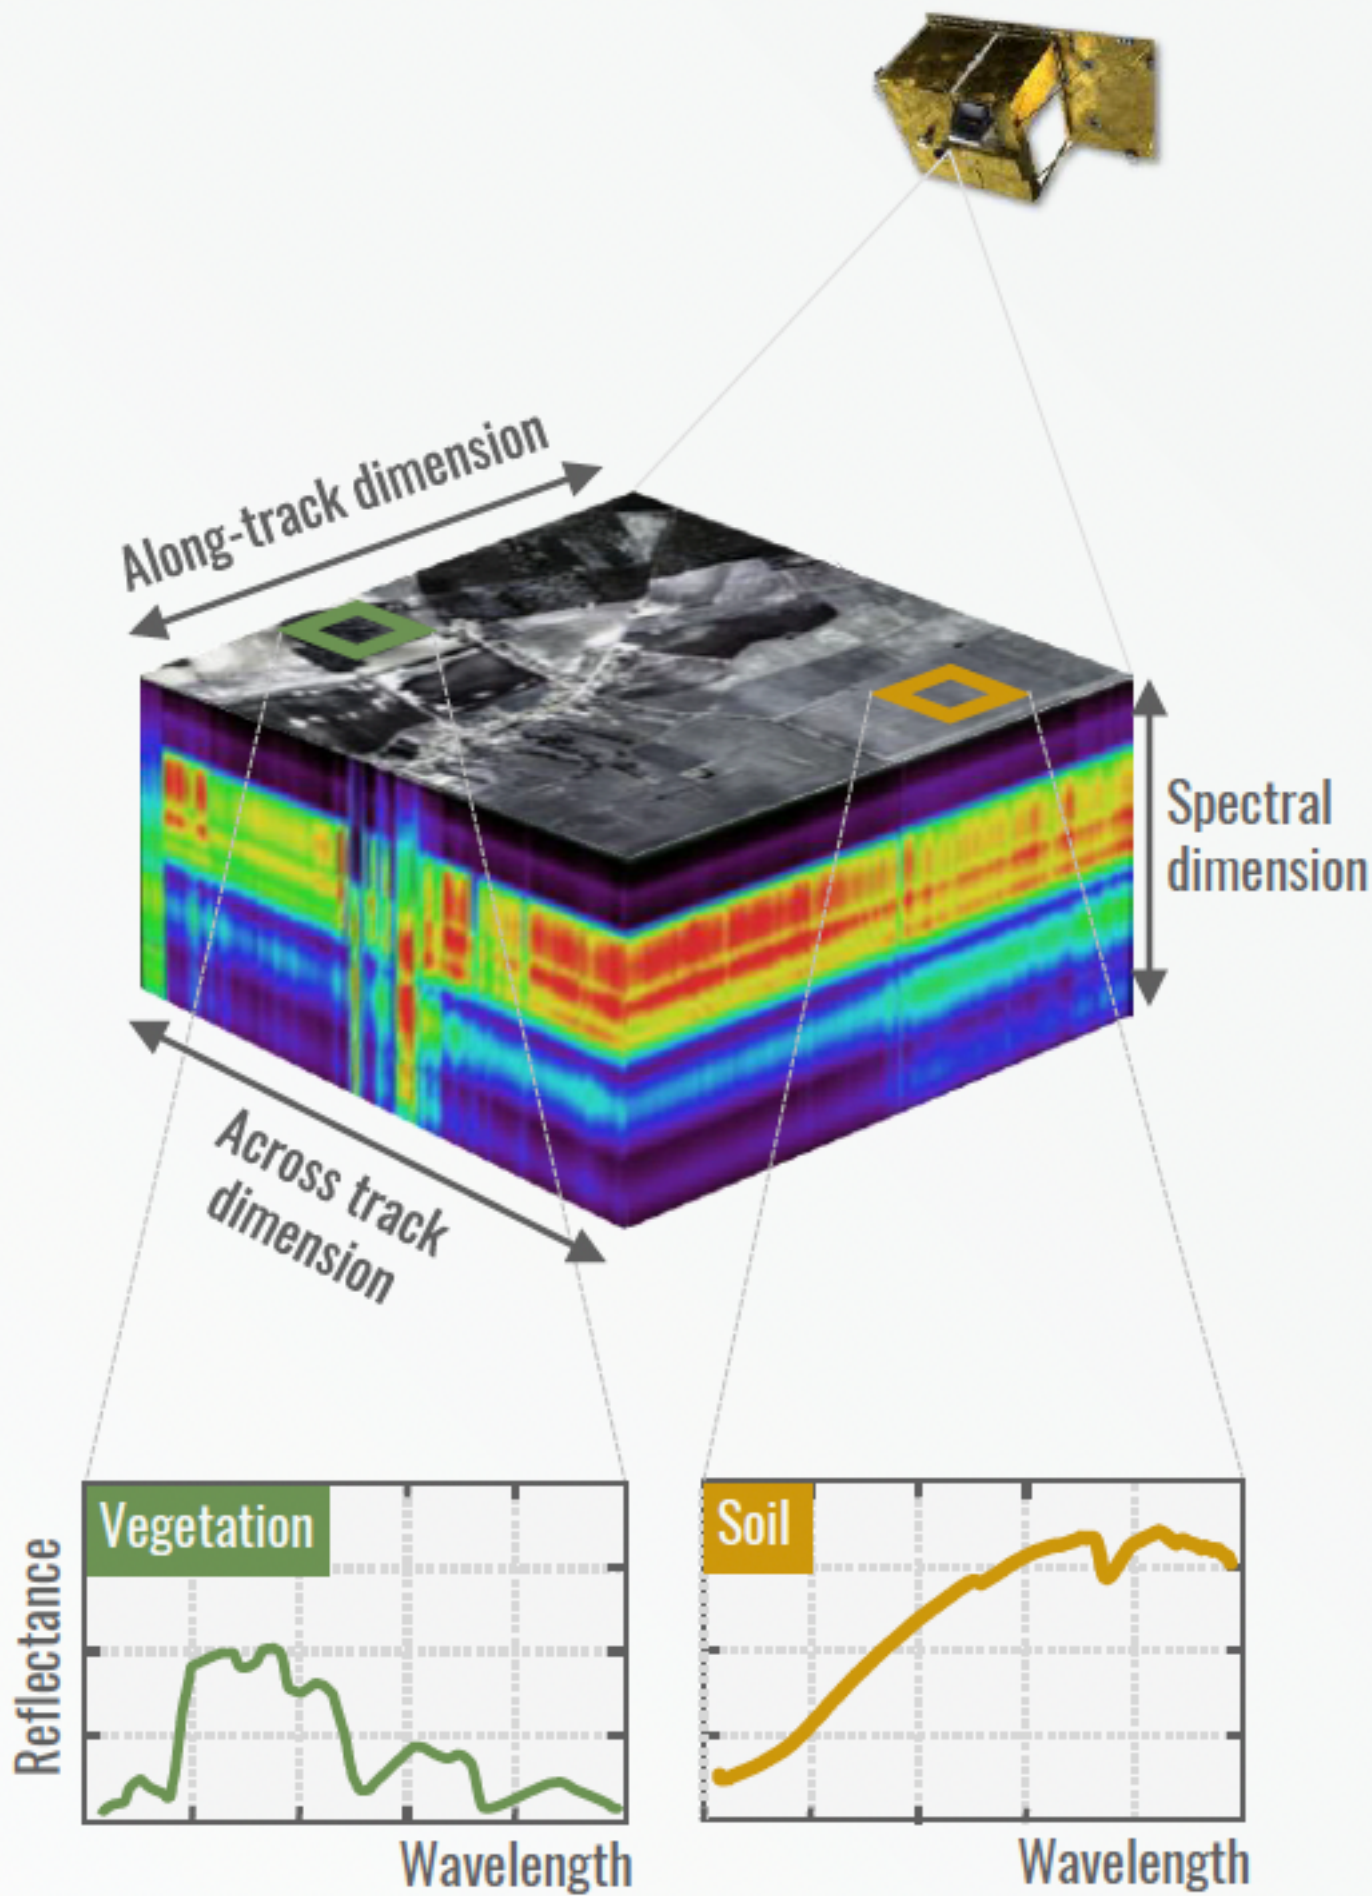 Along-track dimension
Spectral
dimension
Across track
dimension
Vegetation
Soil
Reflectance
Wavelength
Wavelength